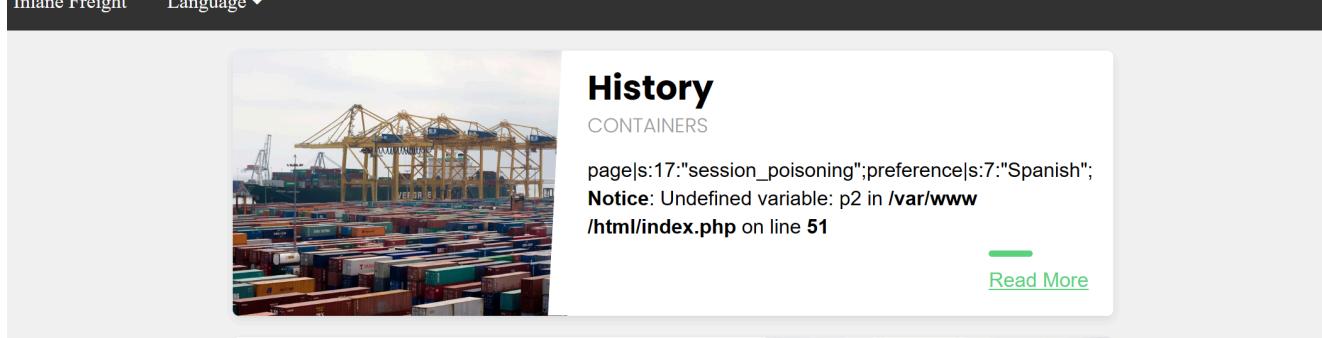 Inlane Freight Language
History
CONTAINERS
page|s:17:"session_poisoning";preference|s:7:"Spanish";
Notice: Undefined variable: p2 in /var/www
/html/index.php on line 51
Read More